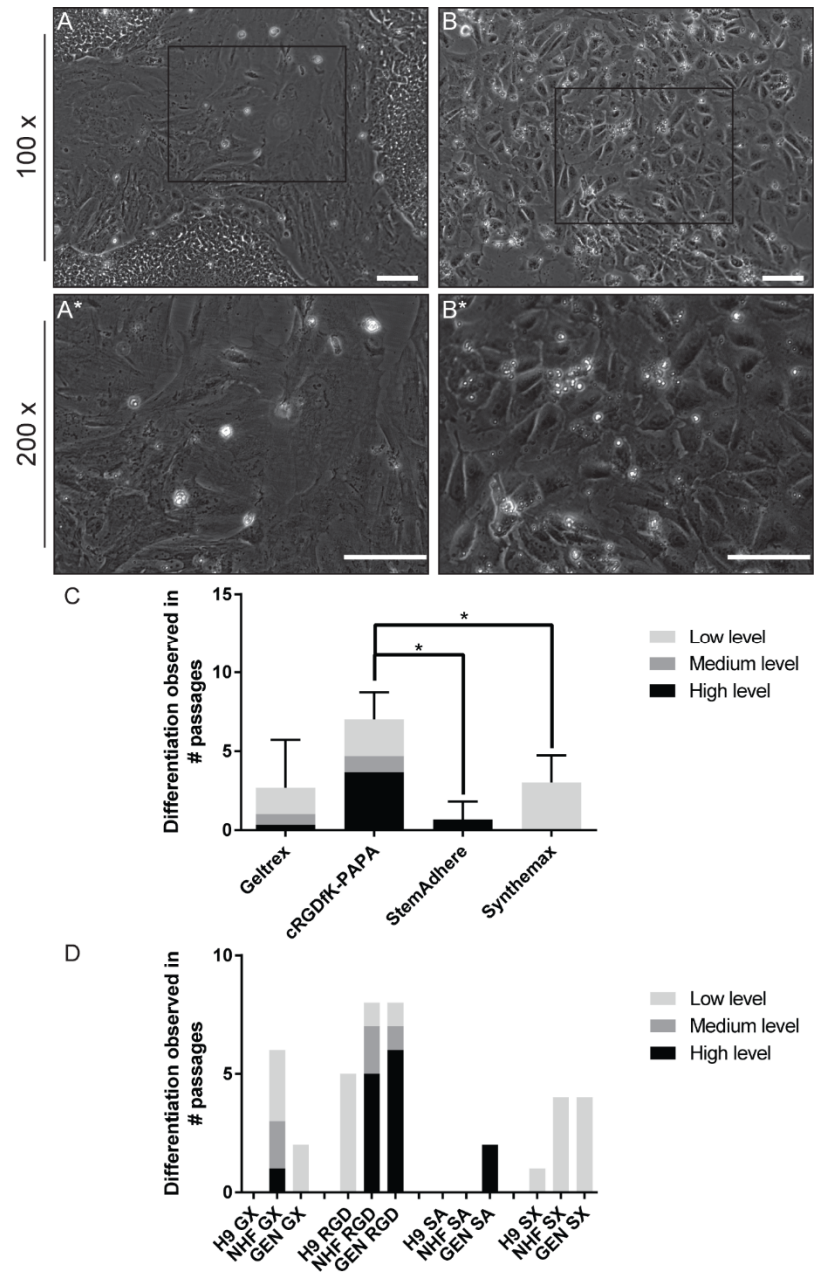 A
B
100 x
A*
B*
200 x
C
Differentiation observed in
# passages
15
10
5
0
*
*
Low level
Medium level
High level
Geltrex
cRGDfK-PAPA
StemAdhere
Synthemax
D
Differentiation observed in
# passages
10
5
0
Low level
Medium level
High level
H9 GX
NHF GX
GEN GX
H9 RGD
NHF RGD
GEN RGD
H9 SA
NHF SA
GEN SA
H9 SX
NHF SX
GEN SX